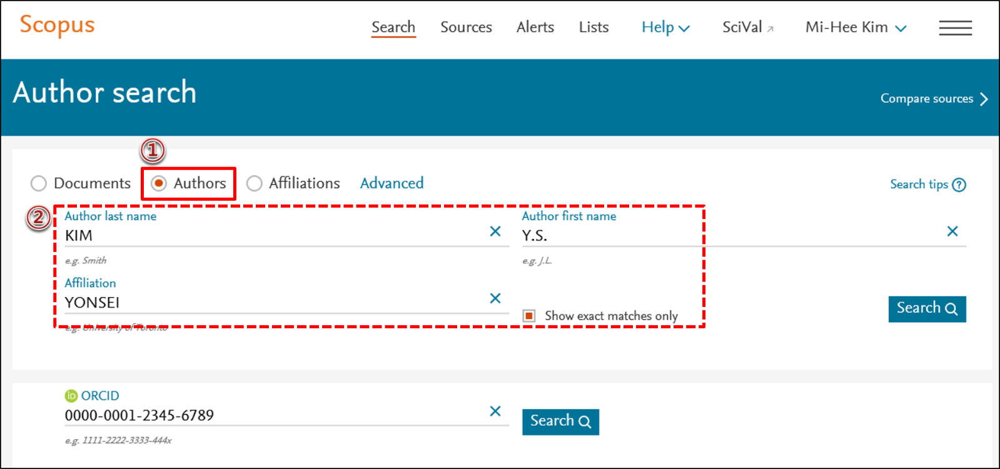 Scopus
Search Sources Alerts Lists Help SciVal Mi-Hee Kim
Author search
Compare sources
①
Documents Authors Affiliations Advanced Search tips ?
②
Author last name Author first name
KIM Y.S.
e.g. Smith e.g. J.L.
Affiliation
YONSEI
Show exact matches only Search
e.g. University of Toronto
iD ORCID
0000-0001-2345-6789
Search
e.g. 1111-2222-3333-444x